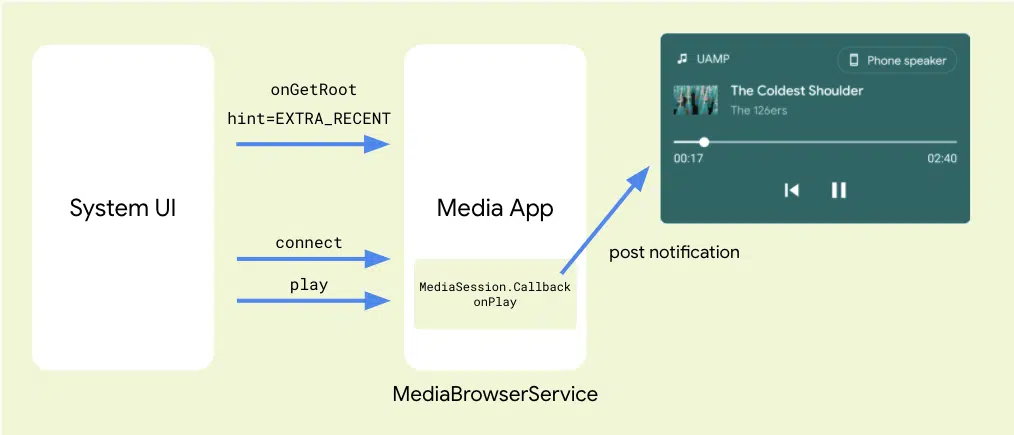 System UI
onGetRoot
hint=EXTRA_RECENT
connect
play
Media App
MediaSession.Callback
onPlay
MediaBrowserService
post notification
UAMP
Phone speaker
The Coldest Shoulder
The 126ers
00:17
02:40